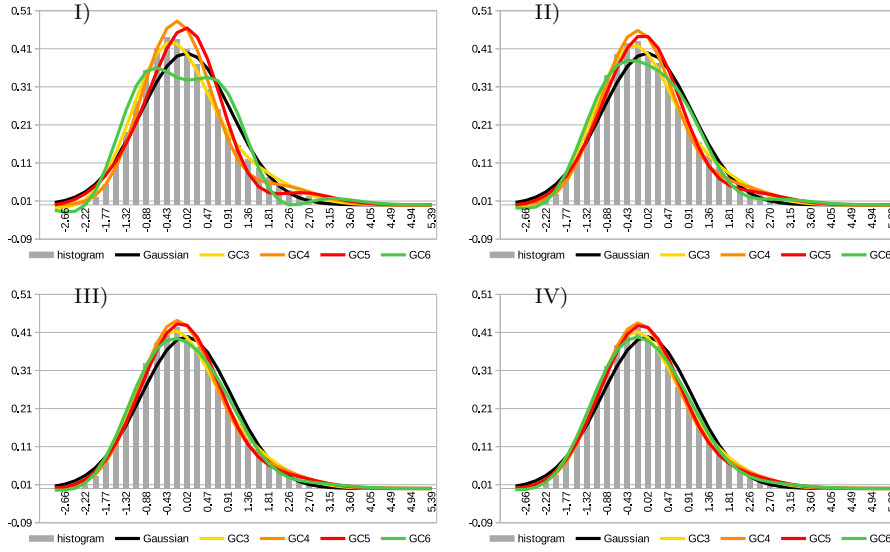 I) II)
0.51 0.51
0.41 0.41
0.31 0.31
0.21 0.21
0.11 0.11
0.01 0.01
-0.09 -0.09
-2.66 -2.22 -1.77 -1.32 -0.88 -0.43 0.02 0.47 0.91 1.36 1.81 2.26 2.70 3.15 3.60 4.05 4.49 4.94 5.39
-2.66 -2.22 -1.77 -1.32 -0.88 -0.43 0.02 0.47 0.91 1.36 1.81 2.26 2.70 3.15 3.60 4.05 4.49 4.94
histogram Gaussian GC3 GC4 GC5 GC6 histogram Gaussian GC3 GC4 GC5 GC6
III) IV)
0.51 0.51
0.41 0.41
0.31 0.31
0.21 0.21
0.11 0.11
0.01 0.01
-0.09 -0.09
-2.66 -2.22 -1.77 -1.32 -0.88 -0.43 0.02 0.47 0.91 1.36 1.81 2.26 2.70 3.15 3.60 4.05 4.49 4.94 5.39
-2.66 -2.22 -1.77 -1.32 -0.88 -0.43 0.02 0.47 0.91 1.36 1.81 2.26 2.70 3.15 3.60 4.05 4.49 4.94
histogram Gaussian GC3 GC4 GC5 GC6 histogram Gaussian GC3 GC4 GC5 GC6